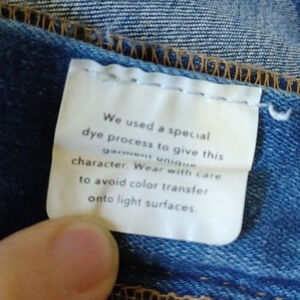 We used a special
dye process to give this
garment unique
character. Wear with care
to avoid color transfer
onto light surfaces.